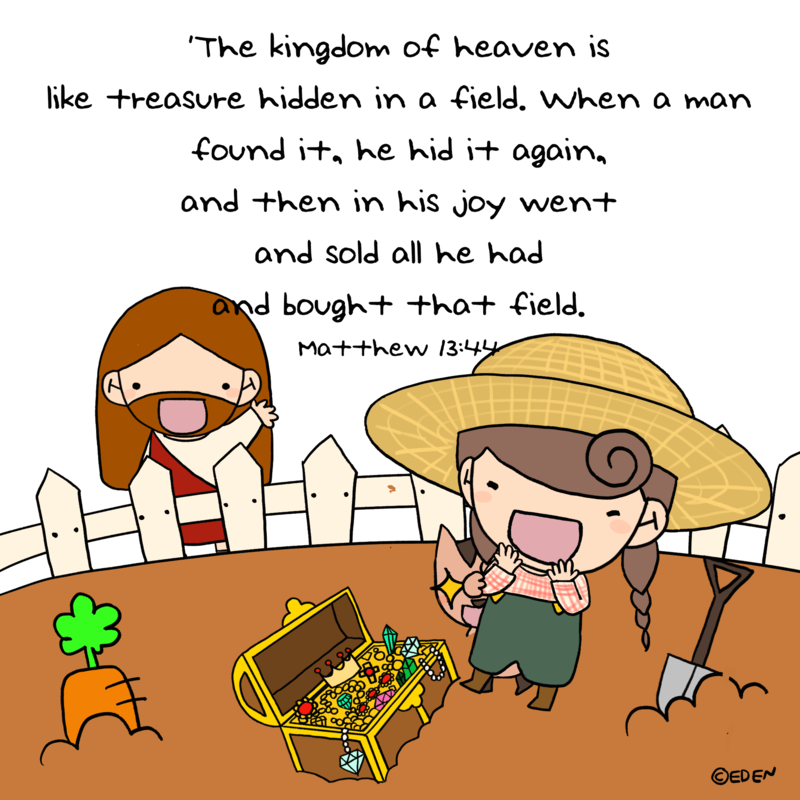 'The kingdom of heaven is
like treasure hidden in a field. When a man
found it, he hid it again,
and then in his joy went
and sold all he had
and bought that field.
Matthew 13:44
©EDEN